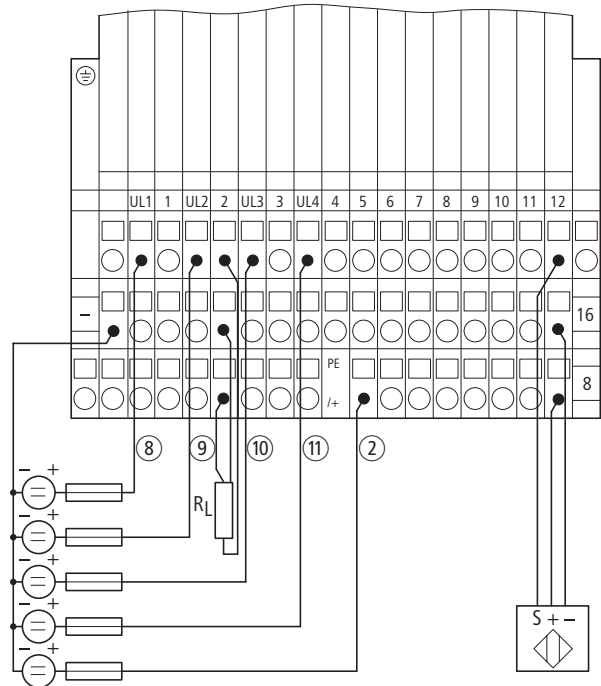 UL1 1 UL2 2 UL3 3 UL4 4 5 6 7 8 9 10 11 12
–
16
PE
8
/+
⑧ ⑨ ⑩ ⑪ ②
– +
RL
– +
– +
– +
– +
S + –